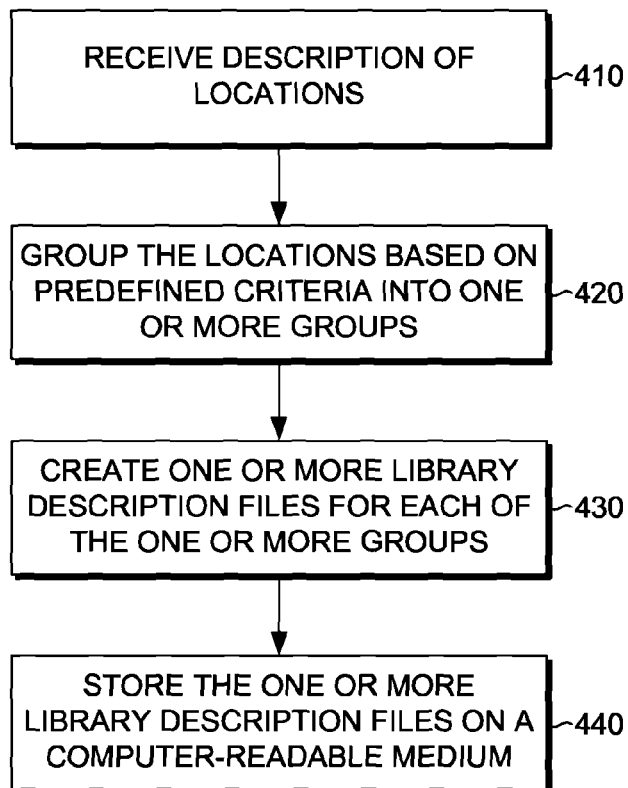 RECEIVE DESCRIPTION OF
LOCATIONS
410
GROUP THE LOCATIONS BASED ON
PREDEFINED CRITERIA INTO ONE
OR MORE GROUPS
420
CREATE ONE OR MORE LIBRARY
DESCRIPTION FILES FOR EACH OF
THE ONE OR MORE GROUPS
430
STORE THE ONE OR MORE
LIBRARY DESCRIPTION FILES ON A
COMPUTER-READABLE MEDIUM
440